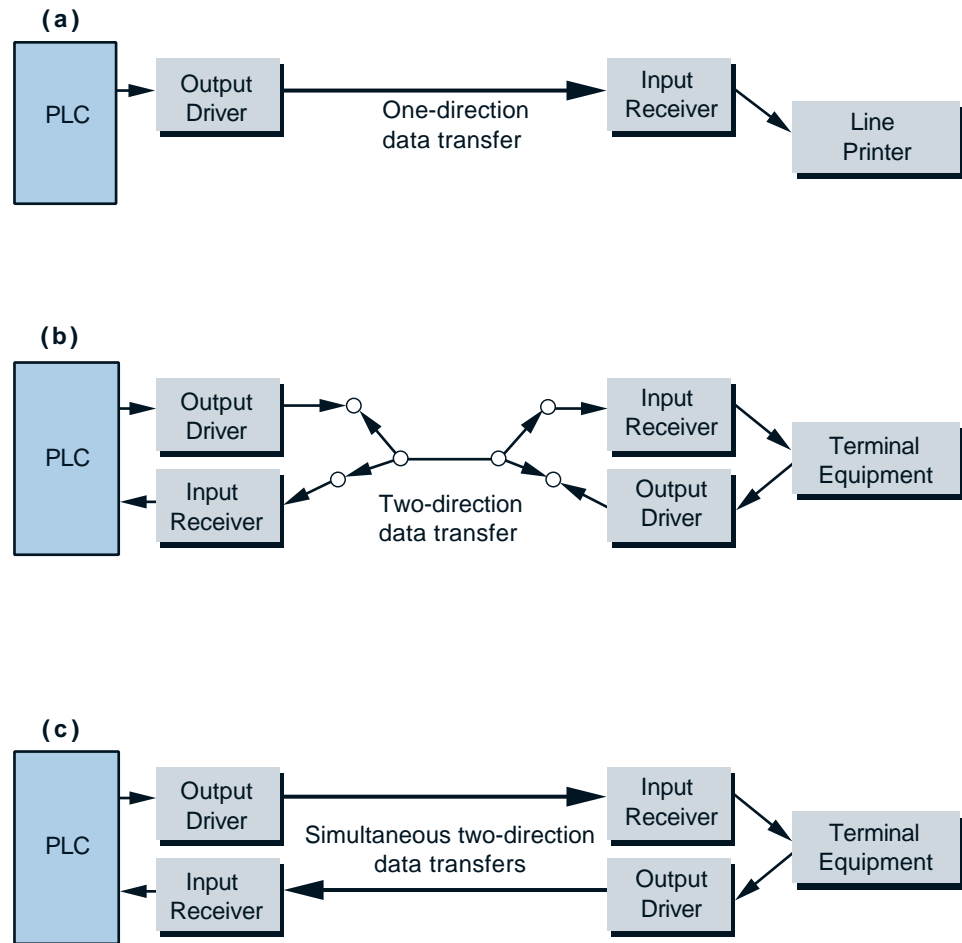 (a)
PLC
Output
Driver
One-direction
data transfer
Input
Receiver
Line
Printer
(b)
PLC
Output
Driver
Input
Receiver
Two-direction
data transfer
Input
Receiver
Output
Driver
Terminal
Equipment
(c)
PLC
Output
Driver
Input
Receiver
Simultaneous two-direction
data transfers
Input
Receiver
Output
Driver
Terminal
Equipment